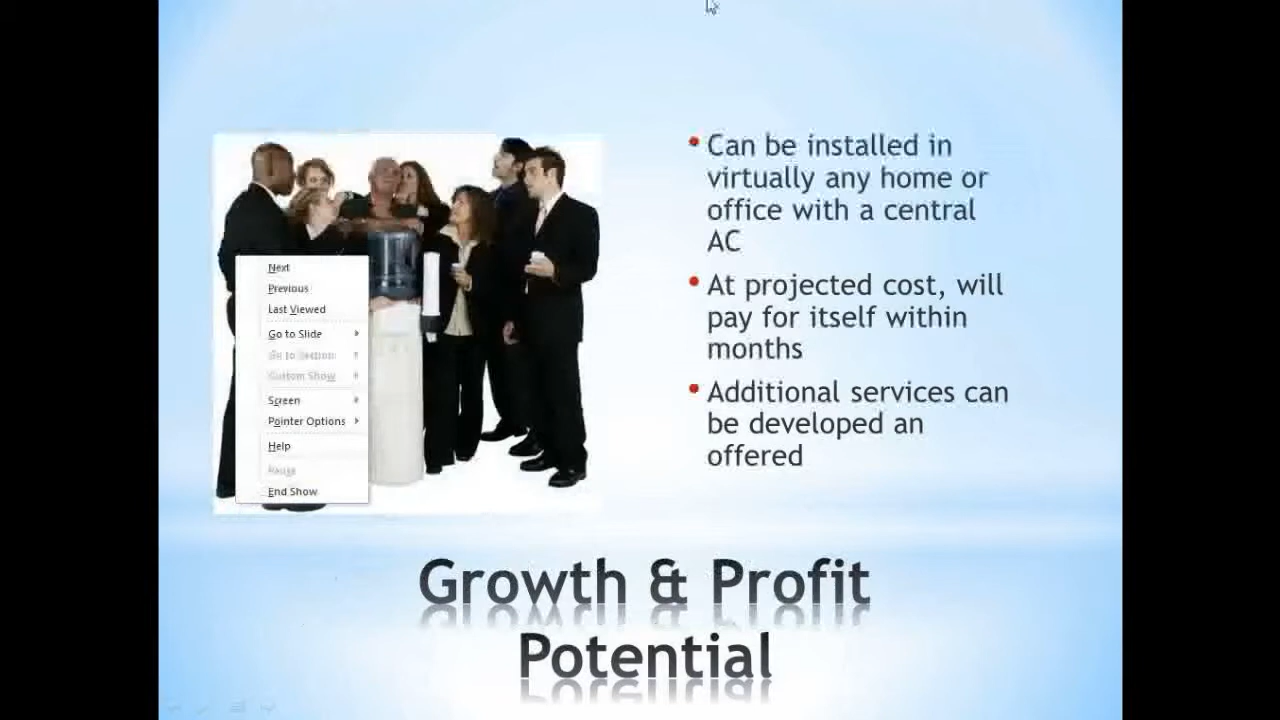 Can be installed in
virtually any home or
office with a central
AC
At projected cost, will
pay for itself within
months
Additional services can
be developed an
offered
Next
Previous
Last Viewed
Go to Slide
Go to Section
Custom Show
Screen
Pointer Options
Help
Pause
End Show
Growth & Profit
Potential